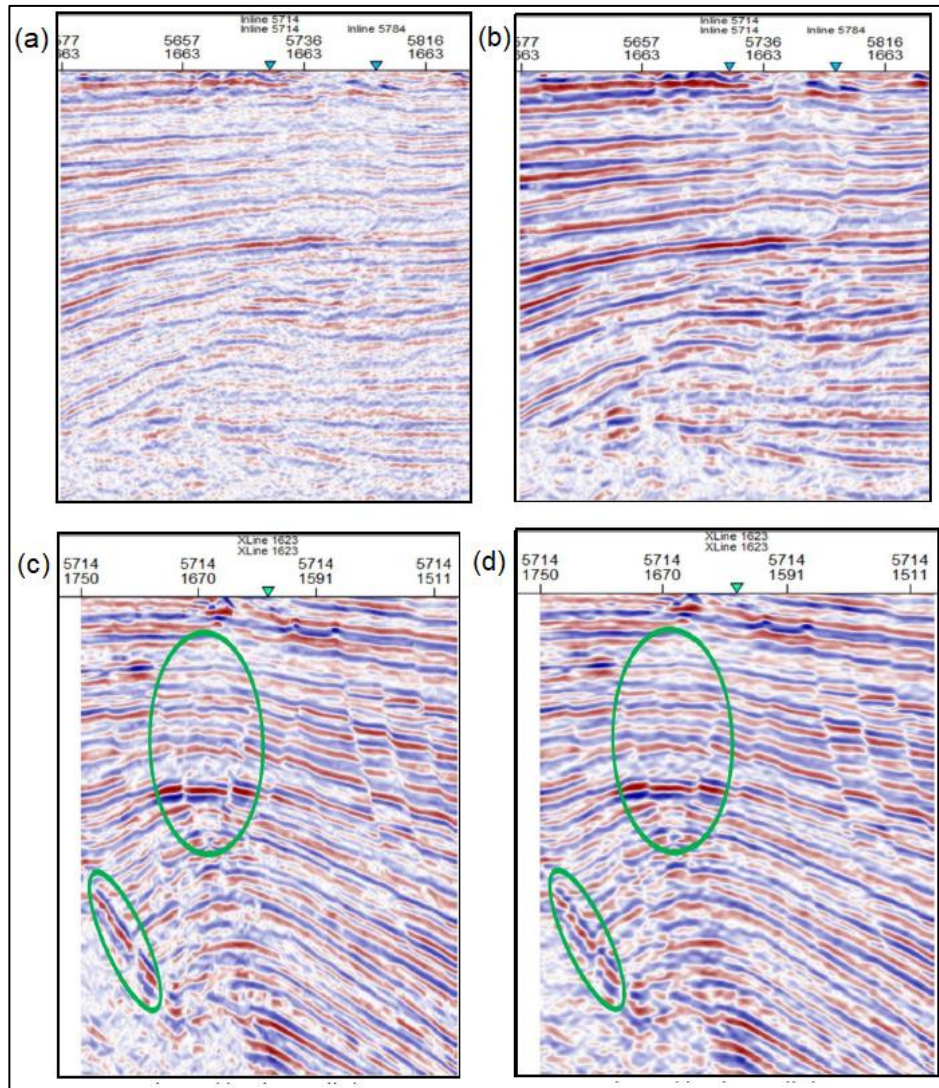 (a)
Inline 5714
Inline 5714
Inline 5784
577 5657 5736 5816
663 1663 1663 1663
(b)
Inline 5714
Inline 5714
Inline 5784
577 5657 5736 5816
663 1663 1663 1663
(c)
XLine 1623
XLine 1623
5714 5714 5714 5714
1750 1670 1591 1511
(d)
XLine 1623
XLine 1623
5714 5714 5714 5714
1750 1670 1591 1511